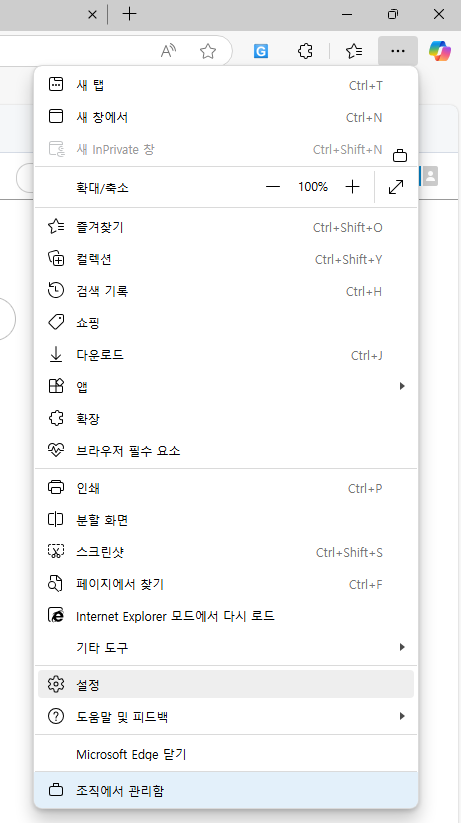 새 탭 Ctrl+T
새 창에서 Ctrl+N
새 InPrivate 창 Ctrl+Shift+N
확대/축소 100%
즐겨찾기 Ctrl+Shift+O
컬렉션 Ctrl+Shift+Y
검색 기록 Ctrl+H
쇼핑
다운로드 Ctrl+J
앱
확장
브라우저 필수 요소
인쇄 Ctrl+P
분할 화면
스크린샷 Ctrl+Shift+S
페이지에서 찾기 Ctrl+F
Internet Explorer 모드에서 다시 로드
기타 도구
설정
도움말 및 피드백
Microsoft Edge 닫기
조직에서 관리함